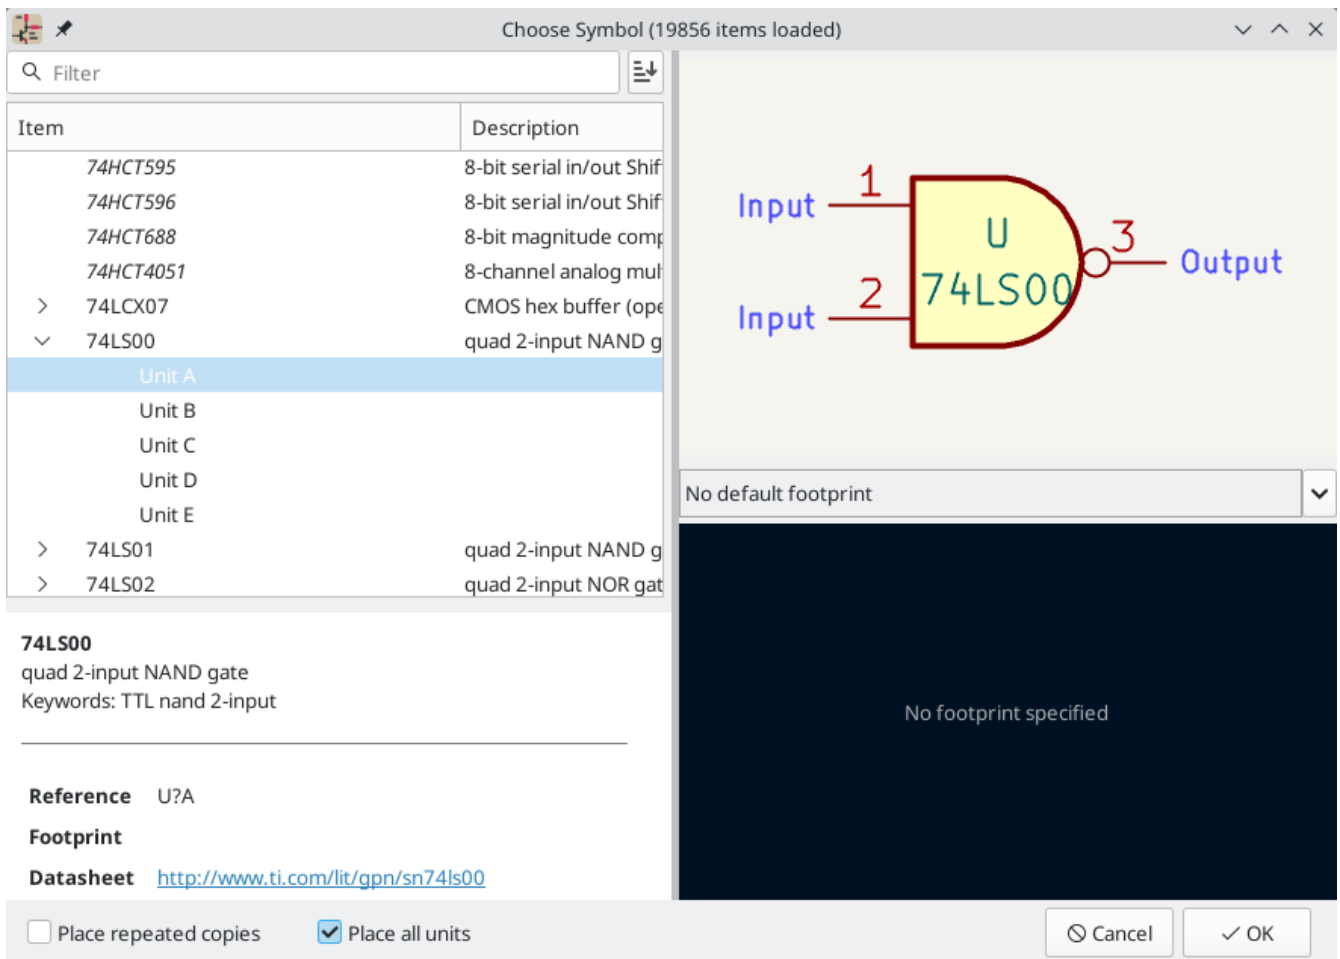 Choose Symbol (19856 items loaded)
Filter
Item Description
74HCT595 8-bit serial in/out Shif
74HCT596 8-bit serial in/out Shif
74HCT688 8-bit magnitude comp
74HCT4051 8-channel analog mul
74LCX07 CMOS hex buffer (ope
74LS00 quad 2-input NAND g
Unit A
Unit B
Unit C
Unit D
Unit E
74LS01 quad 2-input NAND g
74LS02 quad 2-input NOR gat
74LS00
quad 2-input NAND gate
Keywords: TTL nand 2-input
Reference U?A
Footprint
Datasheet http://www.ti.com/lit/gpn/sn74ls00
Place repeated copies Place all units
Input 1
U
3 Output
74LS00
Input 2
No default footprint
No footprint specified
Cancel OK